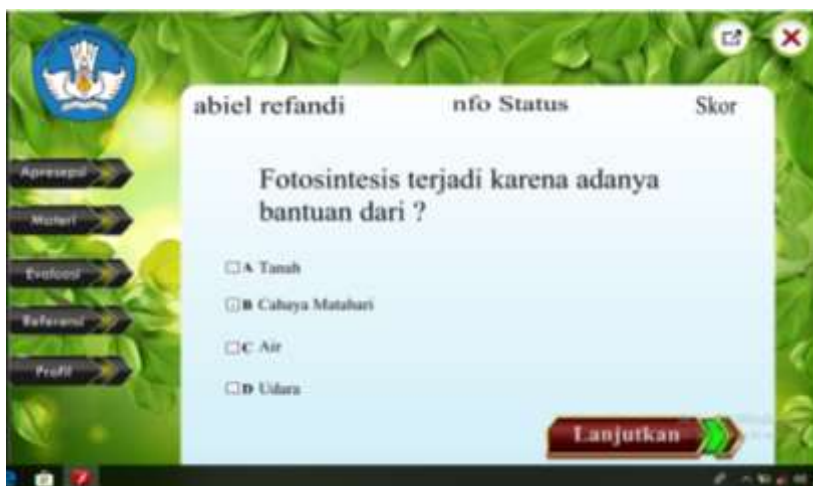 abiel refandi nfo Status Skor
Apresepsi
Materi
Evaluasi
Referensi
Profil
Fotosintesis terjadi karena adanya
bantuan dari ?
A Tanah
B Cahaya Matahari
C Air
D Udara
Lanjutkan